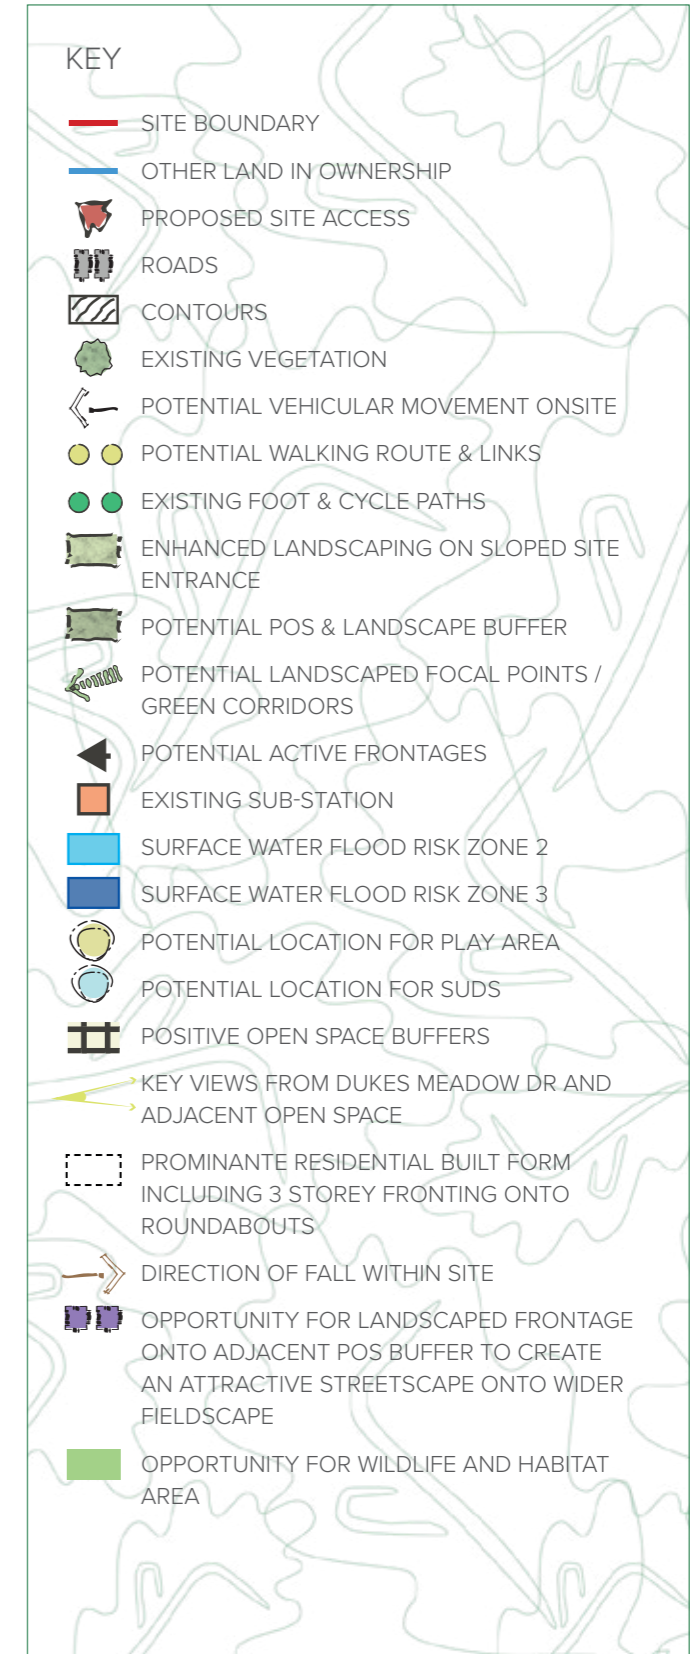 KEY
SITE BOUNDARY
OTHER LAND IN OWNERSHIP
PROPOSED SITE ACCESS
ROADS
CONTOURS
EXISTING VEGETATION
POTENTIAL VEHICULAR MOVEMENT ONSITE
POTENTIAL WALKING ROUTE & LINKS
EXISTING FOOT & CYCLE PATHS
ENHANCED LANDSCAPING ON SLOPED SITE
ENTRANCE
POTENTIAL POS & LANDSCAPE BUFFER
POTENTIAL LANDSCAPED FOCAL POINTS /
GREEN CORRIDORS
POTENTIAL ACTIVE FRONTAGES
EXISTING SUB-STATION
SURFACE WATER FLOOD RISK ZONE 2
SURFACE WATER FLOOD RISK ZONE 3
POTENTIAL LOCATION FOR PLAY AREA
POTENTIAL LOCATION FOR SUDS
POSITIVE OPEN SPACE BUFFERS
KEY VIEWS FROM DUKES MEADOW DR AND
ADJACENT OPEN SPACE
PROMINANTE RESIDENTIAL BUILT FORM
INCLUDING 3 STOREY FRONTING ONTO
ROUNDABOUTS
DIRECTION OF FALL WITHIN SITE
OPPORTUNITY FOR LANDSCAPED FRONTAGE
ONTO ADJACENT POS BUFFER TO CREATE
AN ATTRACTIVE STREETSCAPE ONTO WIDER
FIELDSCAPE
OPPORTUNITY FOR WILDLIFE AND HABITAT
AREA